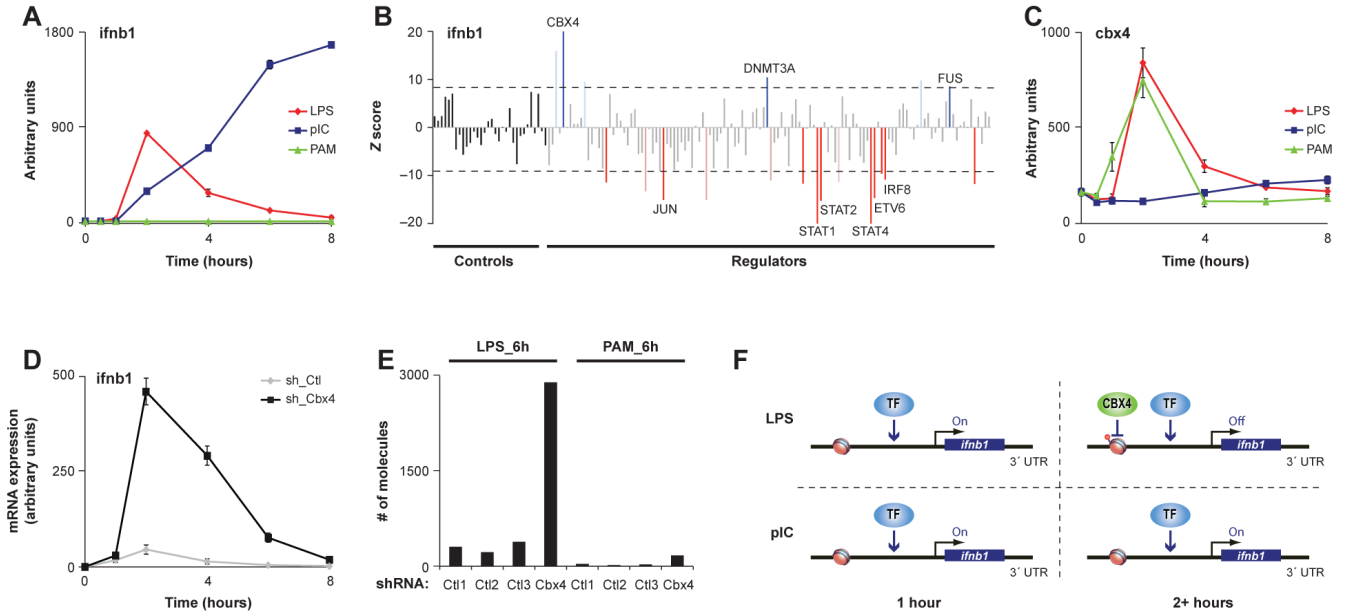 A
ifnb1
Arbitrary units
1800
900
0
0
4
8
Time (hours)
LPS
pIC
PAM
B
ifnb1
Z score
20
10
0
−10
−20
CBX4
DNMT3A
FUS
JUN
STAT1
STAT2
STAT4
ETV6
IRF8
Controls
Regulators
C
cbx4
Arbitrary units
1000
500
0
0
4
8
Time (hours)
LPS
pIC
PAM
D
ifnb1
mRNA expression
(arbitrary units)
500
250
0
0
4
8
Time (hours)
sh_Ctl
sh_Cbx4
E
LPS_6h
PAM_6h
# of molecules
3000
1500
0
shRNA: Ctl1 Ctl2 Ctl3 Cbx4 Ctl1 Ctl2 Ctl3 Cbx4
F
LPS
TF
On
ifnb1
3´ UTR
CBX4
TF
Off
ifnb1
3´ UTR
pIC
TF
On
ifnb1
3´ UTR
TF
On
ifnb1
3´ UTR
1 hour
2+ hours